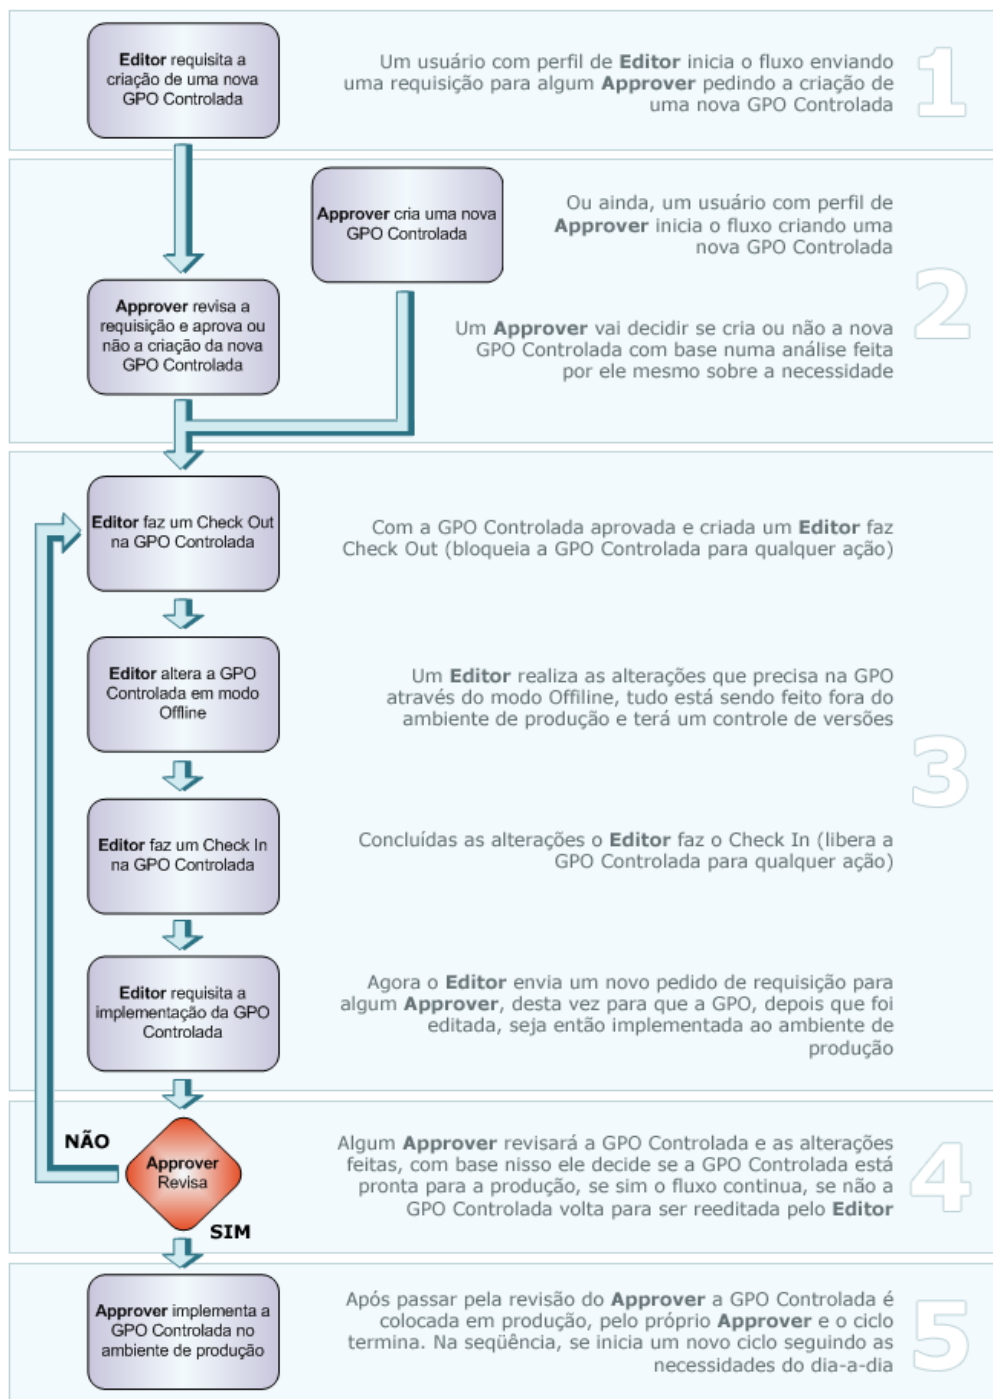 Editor requisita a
criação de uma nova
GPO Controlada
Um usuário com perfil de Editor inicia o fluxo enviando
uma requisição para algum Approver pedindo a criação de
uma nova GPO Controlada
1
Approver cria uma nova
GPO Controlada
Ou ainda, um usuário com perfil de
Approver inicia o fluxo criando uma
nova GPO Controlada
Approver revisa a
requisição e aprova ou
não a criação da nova
GPO Controlada
Um Approver vai decidir se cria ou não a nova
GPO Controlada com base numa análise feita
por ele mesmo sobre a necessidade
2
Editor faz um Check Out
na GPO Controlada
Com a GPO Controlada aprovada e criada um Editor faz
Check Out (bloqueia a GPO Controlada para qualquer ação)
Editor altera a GPO
Controlada em modo
Offline
Um Editor realiza as alterações que precisa na GPO
através do modo Offiline, tudo está sendo feito fora do
ambiente de produção e terá um controle de versões
3
Editor faz um Check In
na GPO Controlada
Concluídas as alterações o Editor faz o Check In (libera a
GPO Controlada para qualquer ação)
Editor requisita a
implementação da GPO
Controlada
Agora o Editor envia um novo pedido de requisição para
algum Approver, desta vez para que a GPO, depois que foi
editada, seja então implementada ao ambiente de
produção
NÃO
Approver
Revisa
SIM
Algum Approver revisará a GPO Controlada e as alterações
feitas, com base nisso ele decide se a GPO Controlada está
pronta para a produção, se sim o fluxo continua, se não a
GPO Controlada volta para ser reeditada pelo Editor
4
Approver implementa a
GPO Controlada no
ambiente de produção
Após passar pela revisão do Approver a GPO Controlada é
colocada em produção, pelo próprio Approver e o ciclo
termina. Na seqüência, se inicia um novo ciclo seguindo as
necessidades do dia-a-dia
5